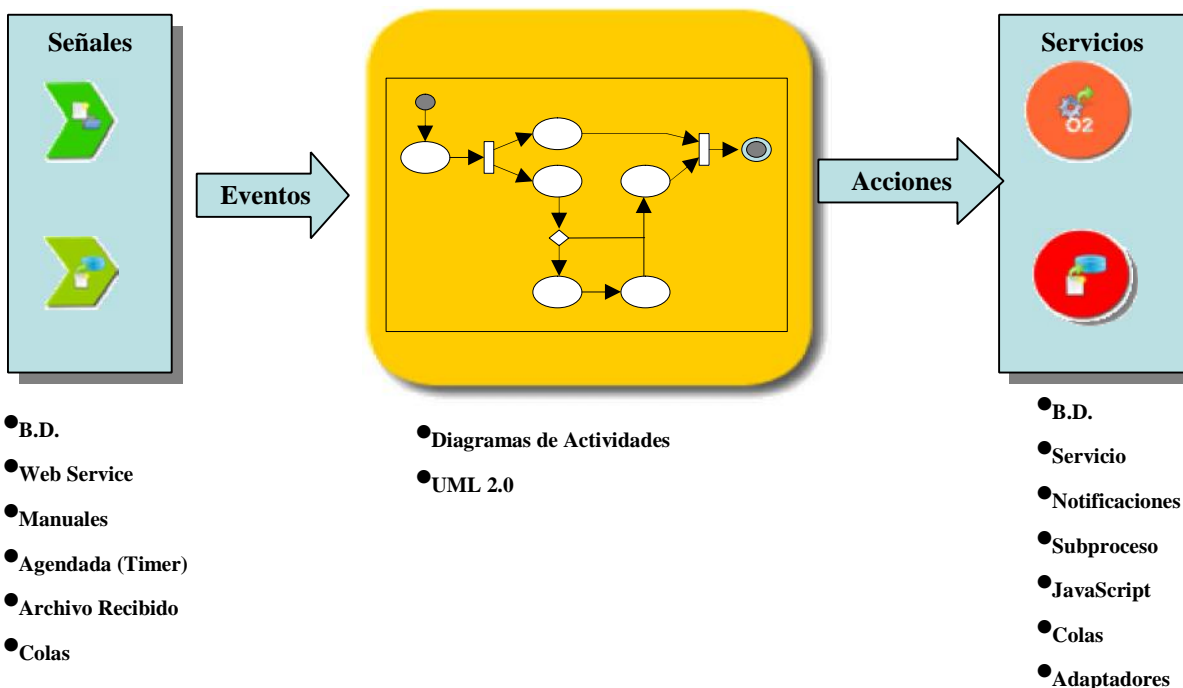 Señales
Servicios
O2
Eventos
Acciones
●B.D.
●Web Service
●Manuales
●Agendada (Timer)
●Archivo Recibido
●Colas
●Diagramas de Actividades
●UML 2.0
●B.D.
●Servicio
●Notificaciones
●Subproceso
●JavaScript
●Colas
●Adaptadores